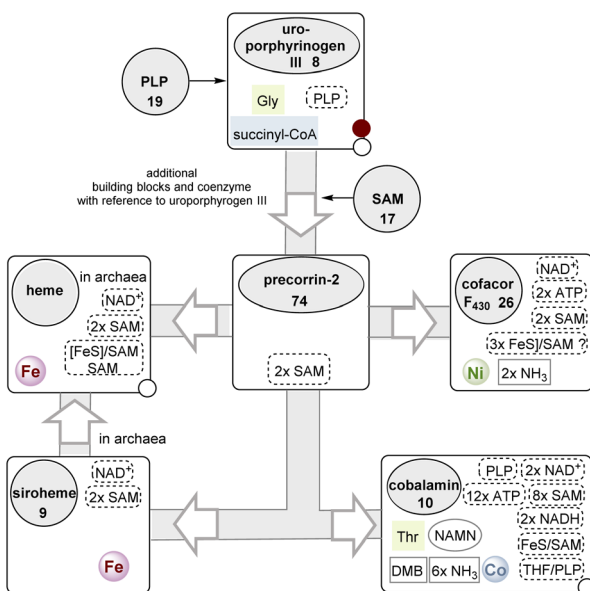 uro-
porphyrinogen
III 8
PLP
19
Gly
PLP
succinyl-CoA
additional
building blocks and coenzyme
with reference to uroporphyrogen III
SAM
17
heme
in archaea
NAD+
2x SAM
[FeS]/SAM
SAM
Fe
precorrin-2
74
2x SAM
cofacor
F430 26
NAD+
2x ATP
2x SAM
3x FeS]/SAM ?
Ni
2x NH3
in archaea
siroheme
9
NAD+
2x SAM
Fe
cobalamin
10
PLP
2x NAD+
12x ATP
8x SAM
2x NADH
Thr
NAMN
FeS/SAM
DMB
6x NH3
Co
THF/PLP